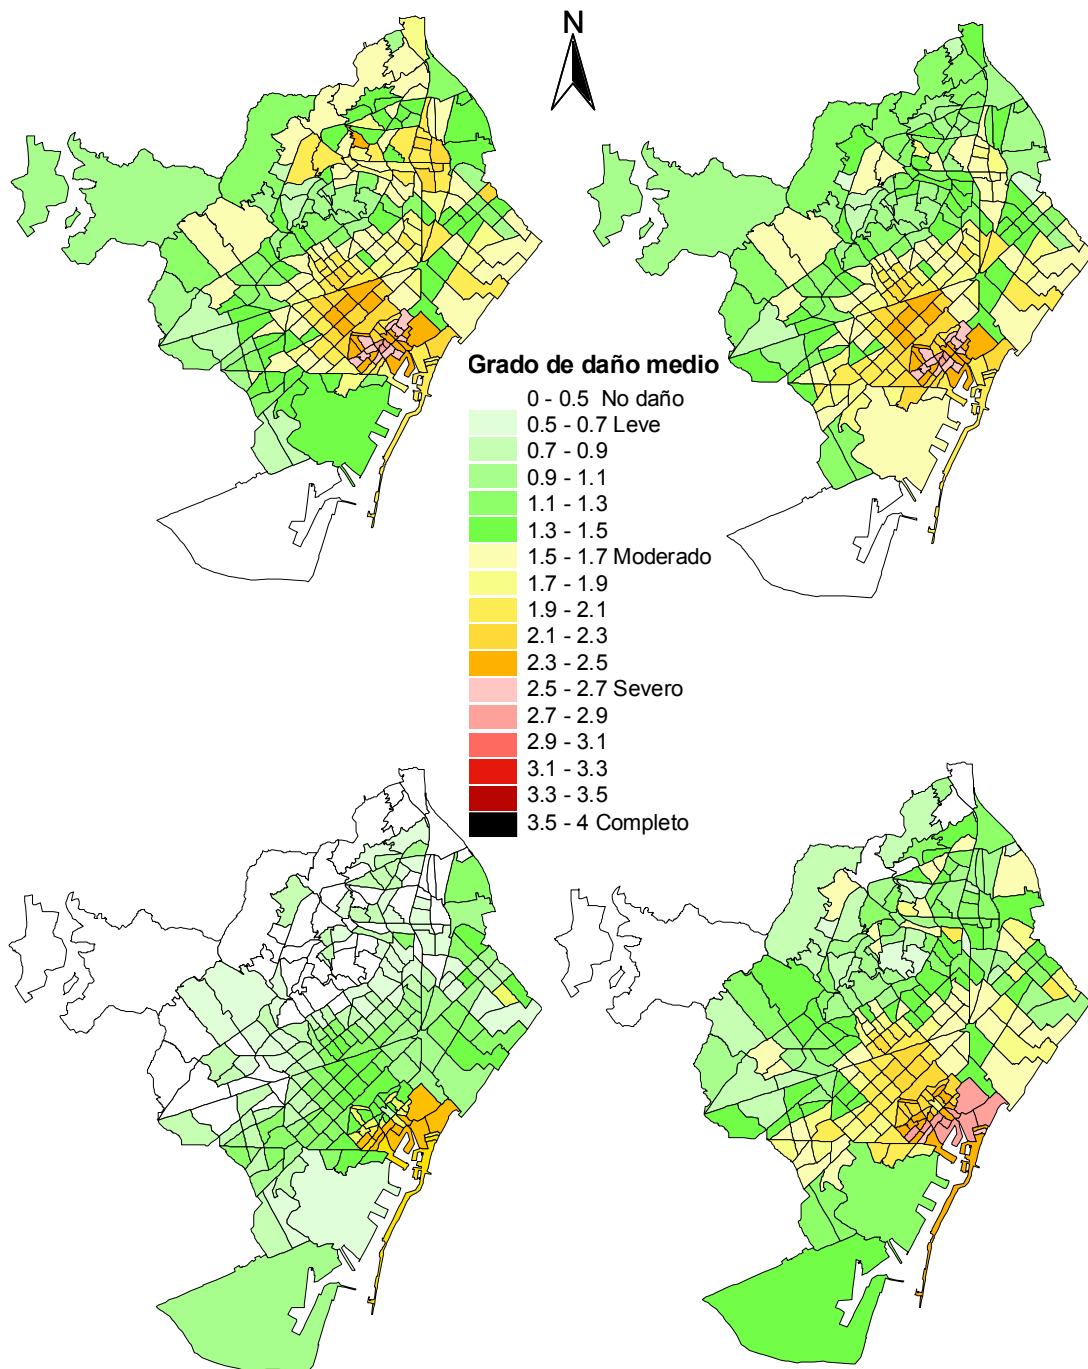 N
Grado de daño medio
0 - 0.5 No daño
0.5 - 0.7 Leve
0.7 - 0.9
0.9 - 1.1
1.1 - 1.3
1.3 - 1.5
1.5 - 1.7 Moderado
1.7 - 1.9
1.9 - 2.1
2.1 - 2.3
2.3 - 2.5
2.5 - 2.7 Severo
2.7 - 2.9
2.9 - 3.1
3.1 - 3.3
3.3 - 3.5
3.5 - 4 Completo